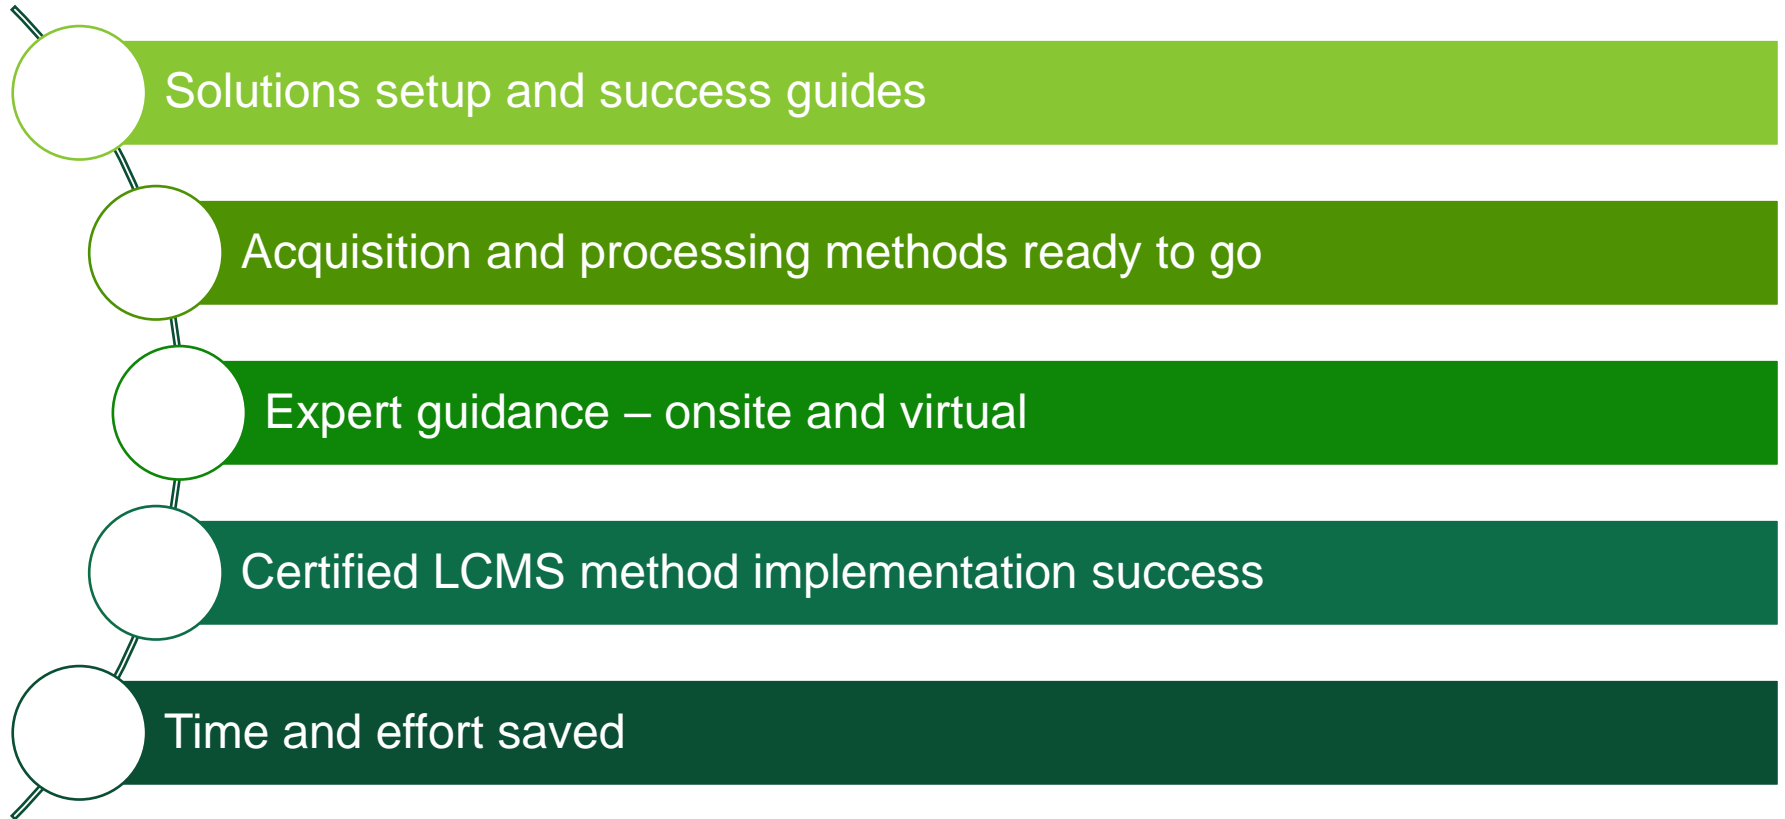 Solutions setup and success guides
Acquisition and processing methods ready to go
Expert guidance – onsite and virtual
Certified LCMS method implementation success
Time and effort saved